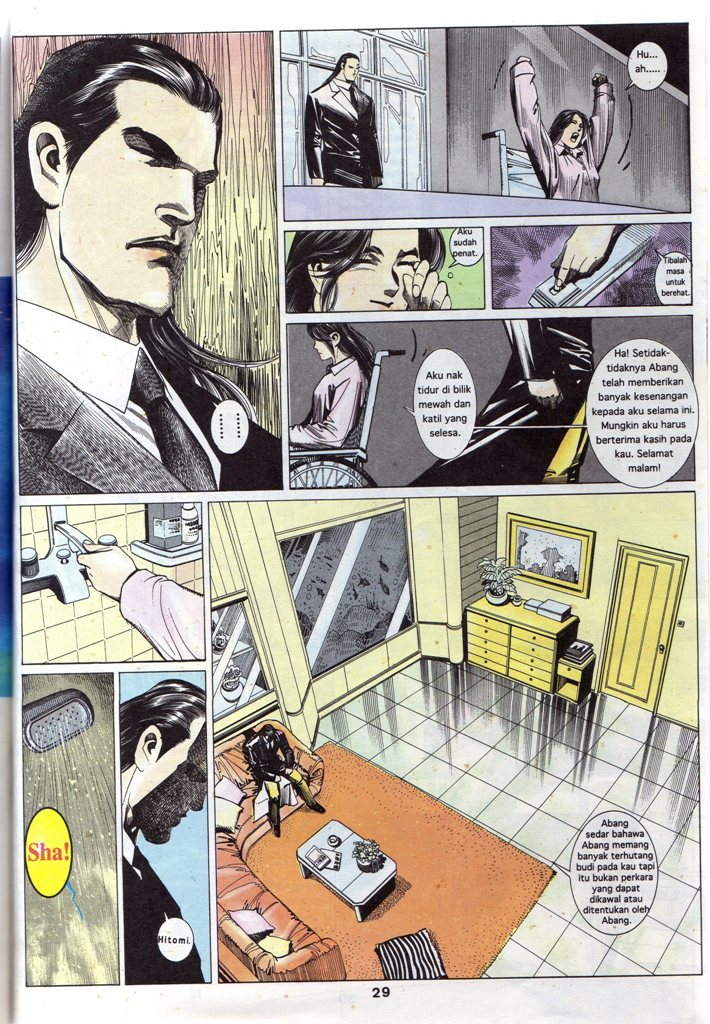 .......
Hu...
ah.....
Aku
sudah
penat.
Tibalah
masa
untuk
berehat.
Aku nak
tidur di bilik
mewah dan
katil yang
selesa.
Ha! Setidak-
tidaknya Abang
telah memberikan
banyak kesenangan
kepada aku selama ini.
Mungkin aku harus
berterima kasih pada
kau. Selamat
malam!
Sha!
Hitomi.
Abang
sedar bahawa
Abang memang
banyak terhutang
budi pada kau tapi
itu bukan perkara
yang dapat
dikawal atau
ditentukan oleh
Abang.
29